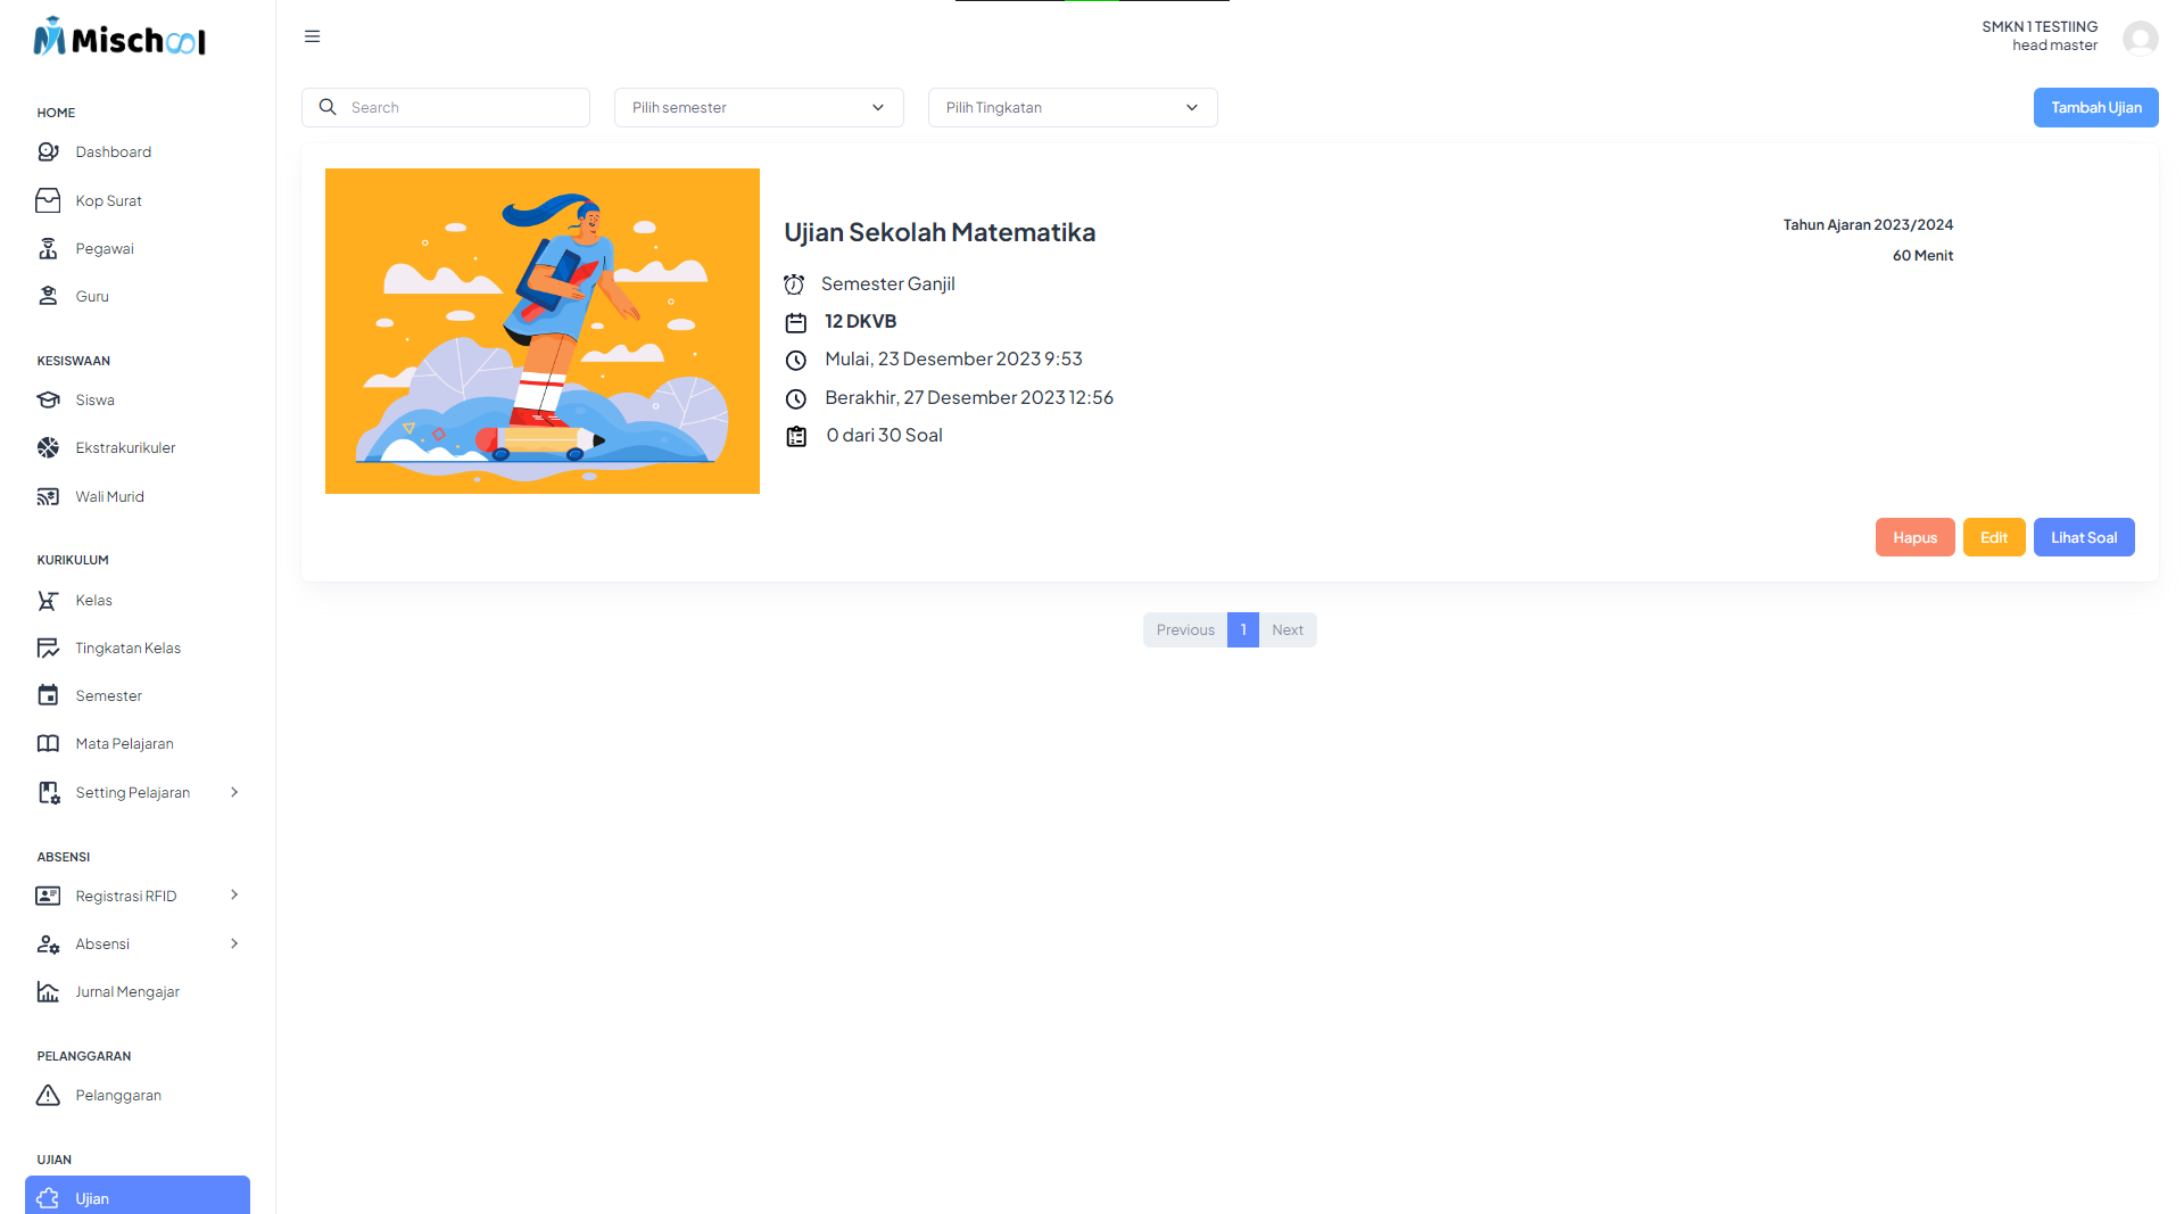 Mischool
SMKN 1 TESTIING
head master
HOME
Dashboard
Kop Surat
Pegawai
Guru
KESISWAAN
Siswa
Ekstrakurikuler
Wali Murid
KURIKULUM
Kelas
Tingkatan Kelas
Semester
Mata Pelajaran
Setting Pelajaran
ABSENSI
Registrasi RFID
Absensi
Jurnal Mengajar
PELANGGARAN
Pelanggaran
UJIAN
Ujian
Search
Pilih semester
Pilih Tingkatan
Tambah Ujian
Ujian Sekolah Matematika
Semester Ganjil
12 DKVB
Mulai, 23 Desember 2023 9:53
Berakhir, 27 Desember 2023 12:56
0 dari 30 Soal
Tahun Ajaran 2023/2024
60 Menit
Hapus
Edit
Lihat Soal
Previous
1
Next